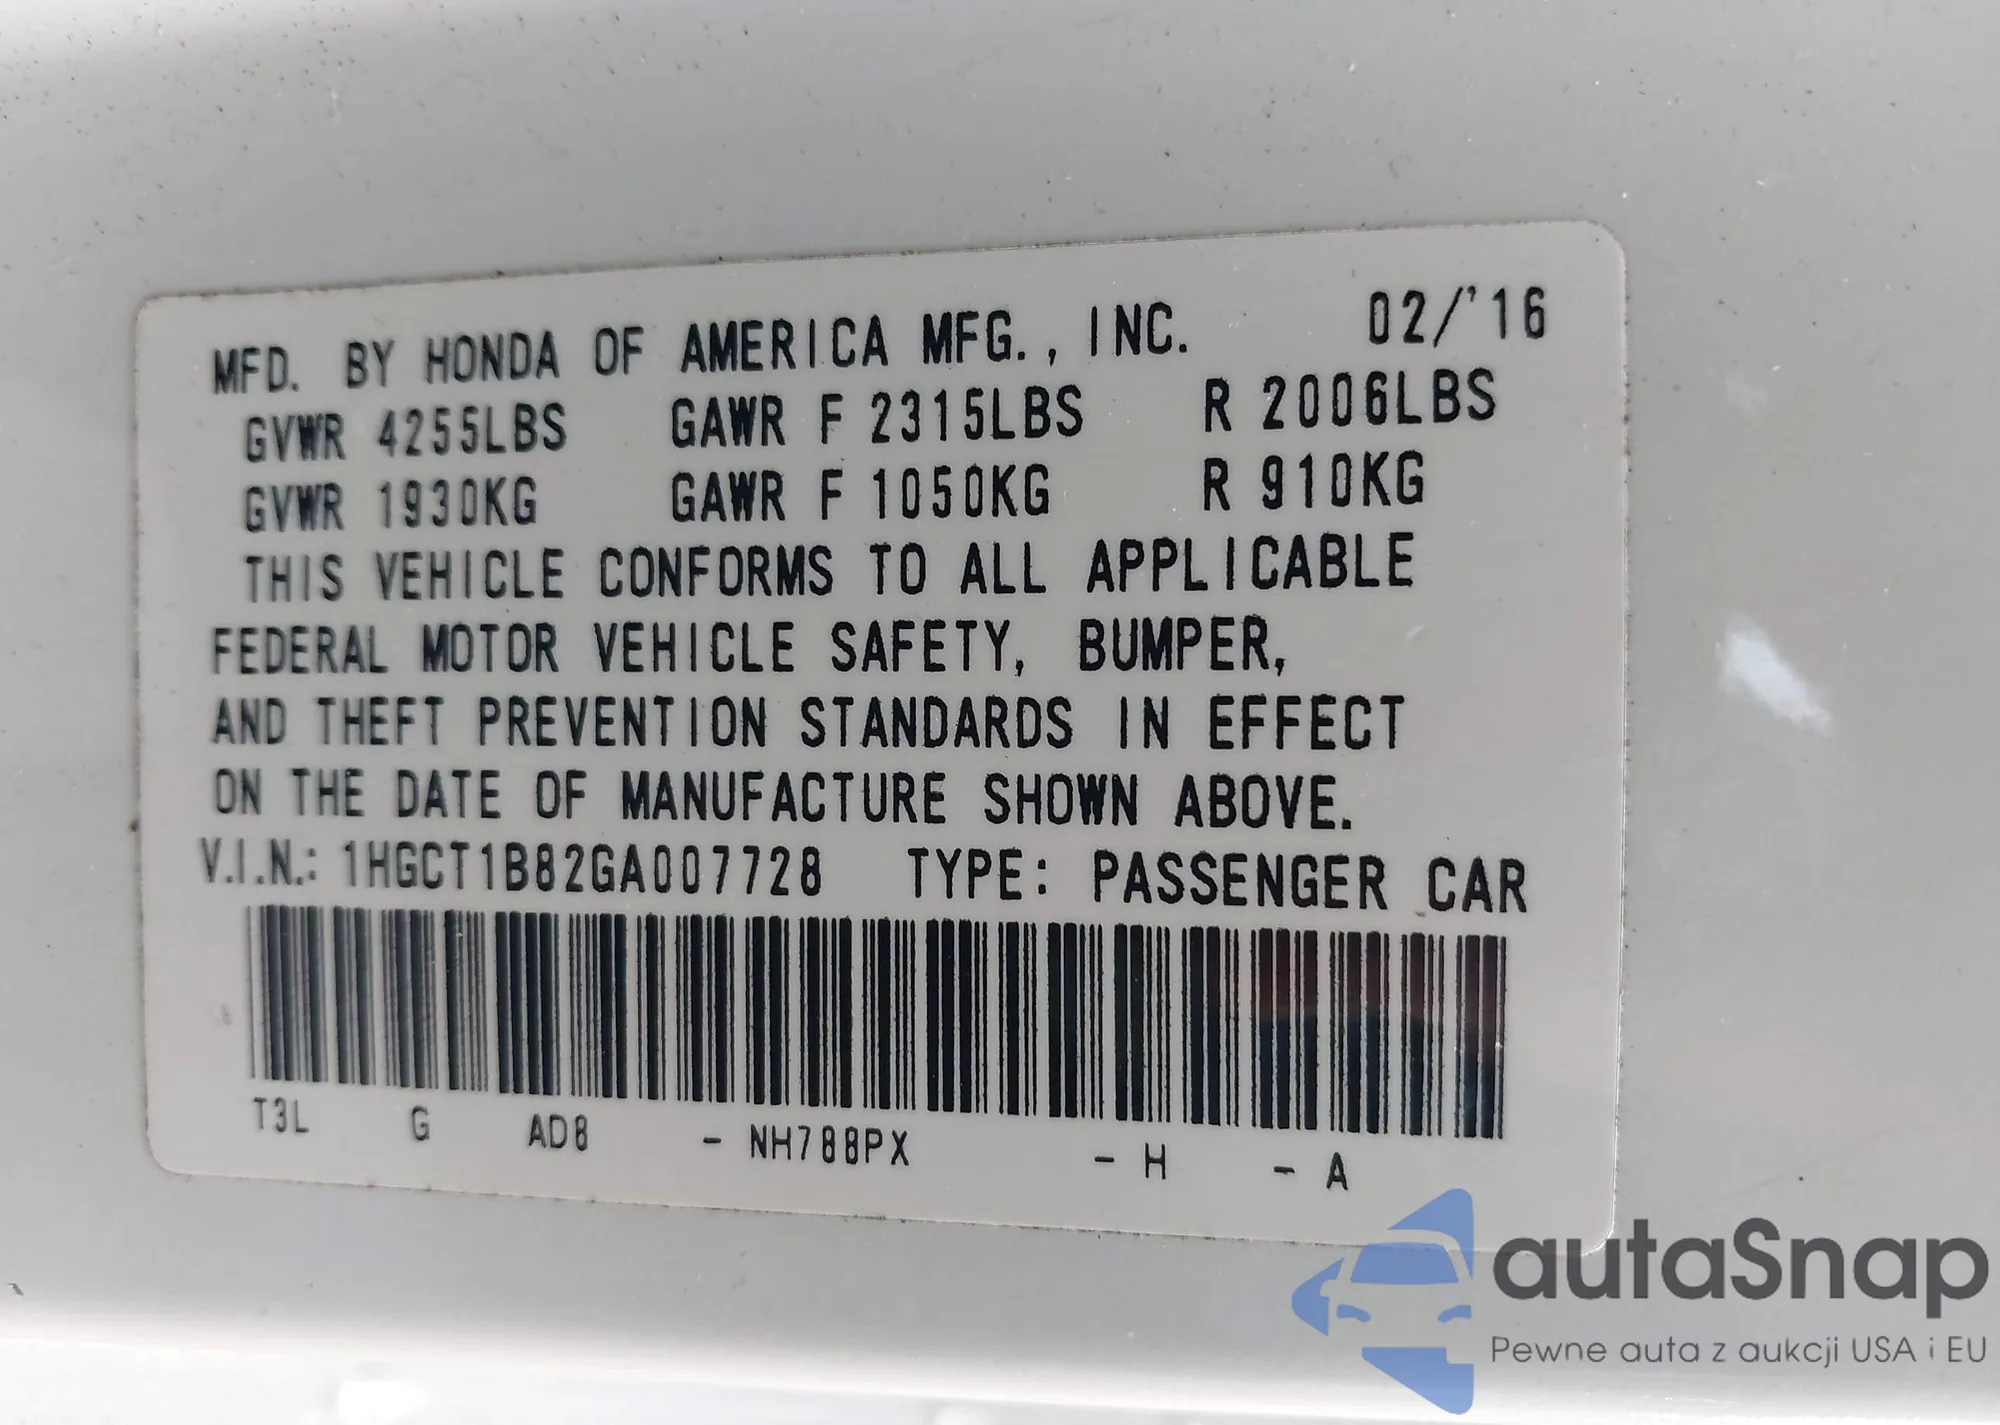 MFD. BY HONDA OF AMERICA MFG., INC. 02/'16
GVWR 4255LBS GAWR F 2315LBS R 2006LBS
GVWR 1930KG GAWR F 1050KG R 910KG
THIS VEHICLE CONFORMS TO ALL APPLICABLE
FEDERAL MOTOR VEHICLE SAFETY, BUMPER,
AND THEFT PREVENTION STANDARDS IN EFFECT
ON THE DATE OF MANUFACTURE SHOWN ABOVE.
V.I.N.: 1HGCT1B82GA007728 TYPE: PASSENGER CAR
T3L G AD8 - NH788PX - H - A
autaSnap
Pewne auta z aukcji USA i EU